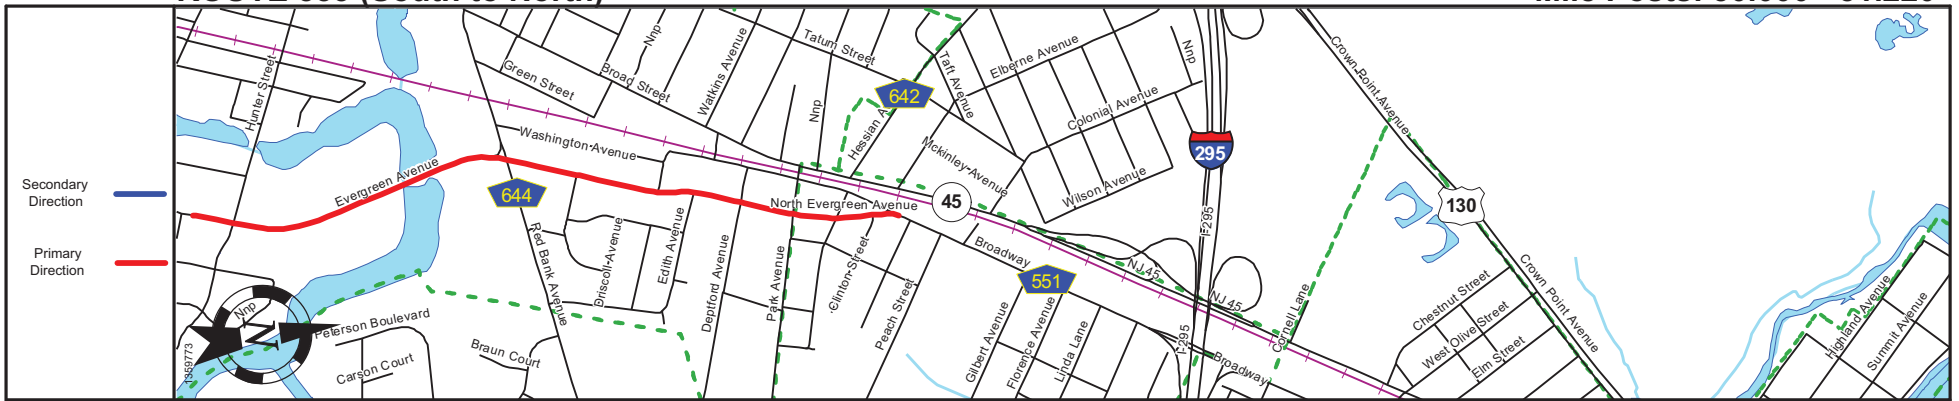 Secondary
Direction
Primary
Direction
Hunter Street
Evergreen Avenue
Nnp
Peterson Boulevard
Carson Court
Braun Court
1359773
Green Street
Broad Street
Nnp
Watkins Avenue
Tatum Street
Nnp
Washington Avenue
644
Red Bank Avenue
Driscoll Avenue
Edith Avenue
Deptford Avenue
Park Avenue
North Evergreen Avenue
Clinton Street
Peach Street
642
Taft Avenue
Elberne Avenue
Colonial Avenue
Nnp
Mckinley Avenue
Wilson Avenue
45
Broadway
551
NJ 45
NJ 45
Gilbert Avenue
Florence Avenue
Linda Lane
295
I-295
I-295
Broadway
Cornell Lane
Crown Point Avenue
130
Crown Point Avenue
Chestnut Street
West Olive Street
Elm Street
Highland Avenue
Summit Avenue